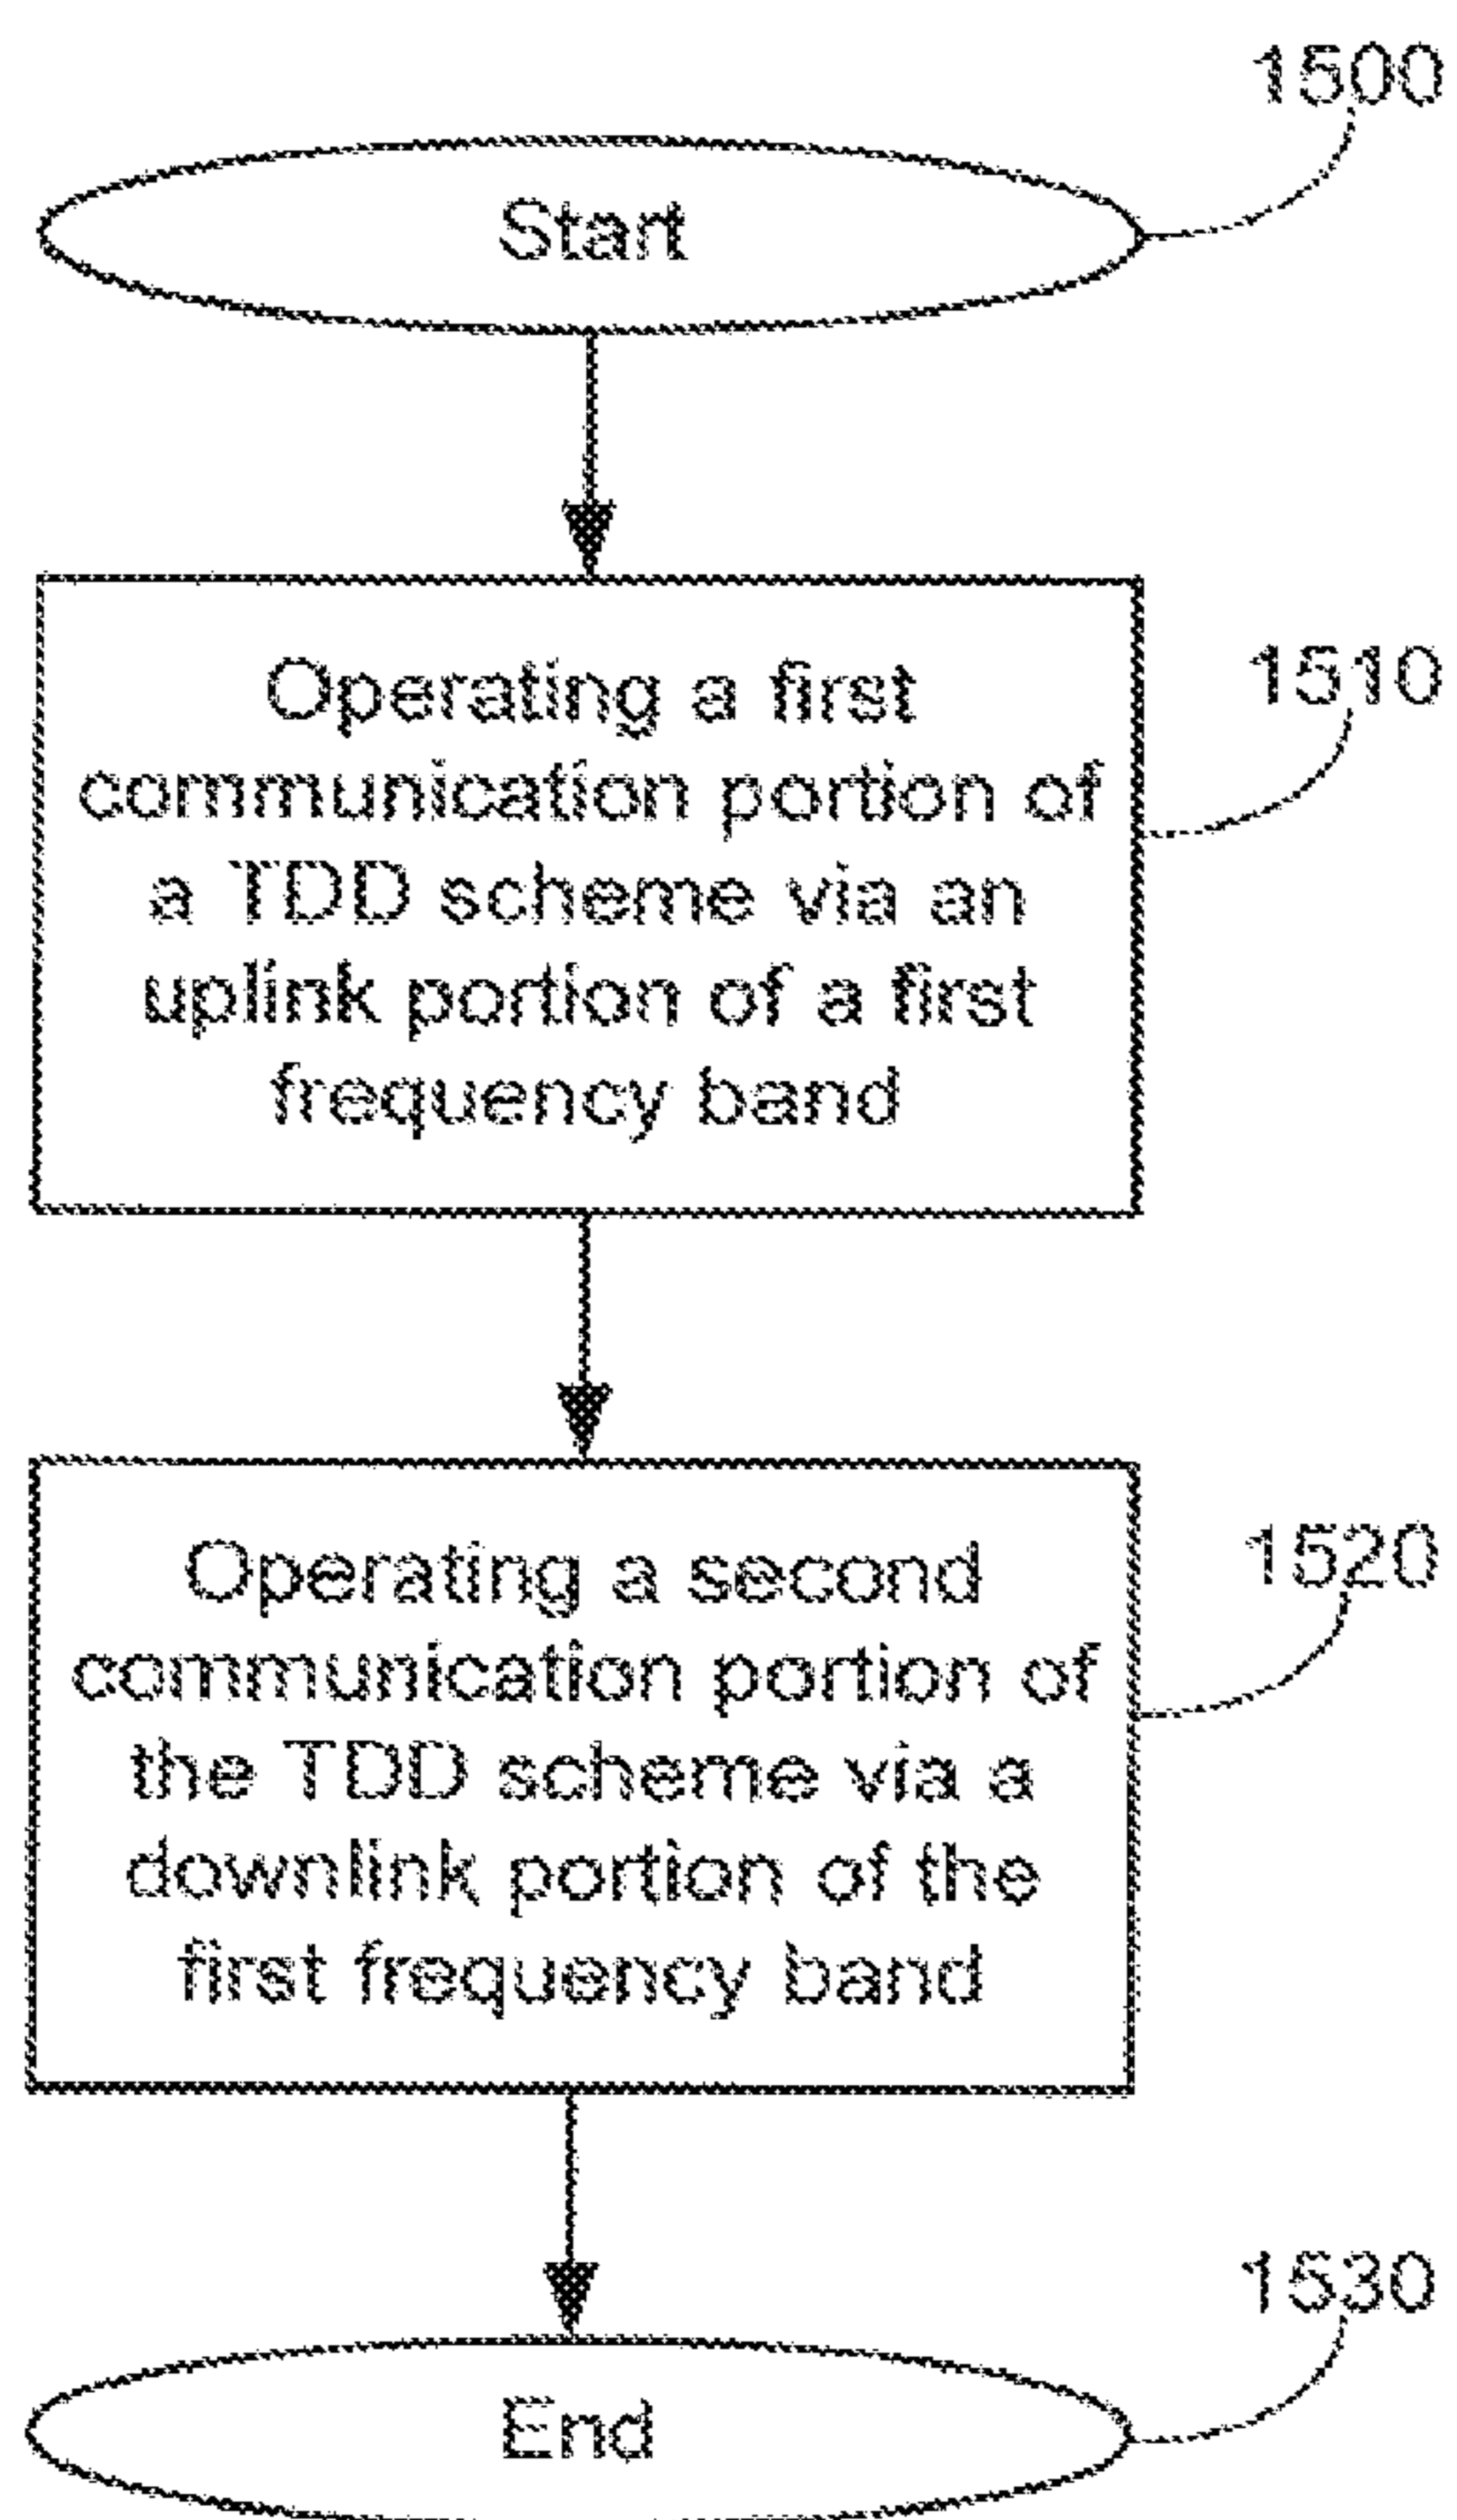 1500
Start
Operating a first
1510
communication portion of
a TDD scheme via an
uplink portion of a first
frequency band
Operating a second
1520
communication portion of
the TDD scheme via a
downlink portion of the
first frequency band
1530
End